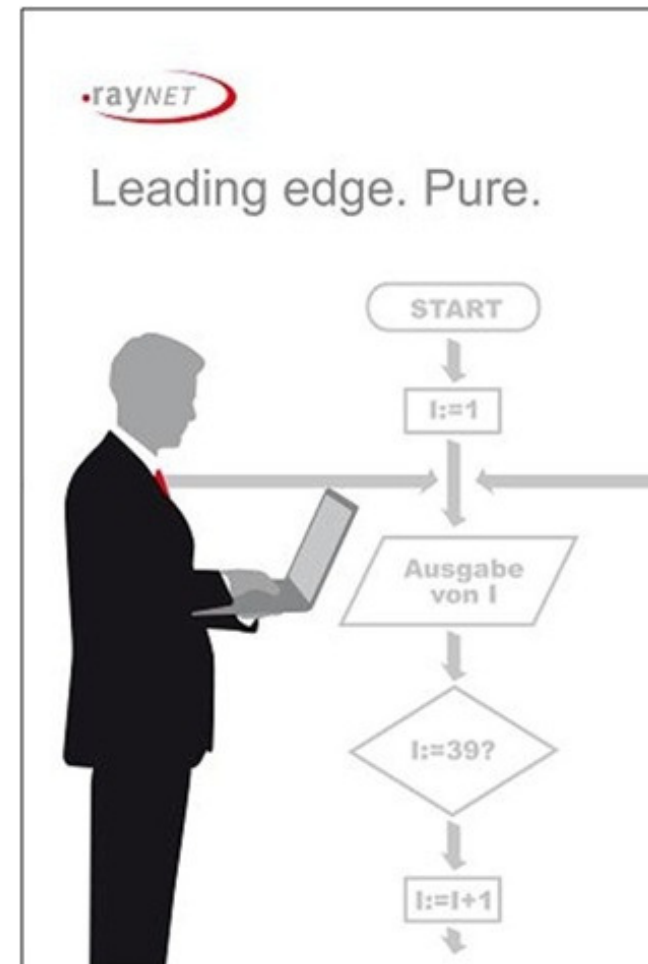 rayNET
Leading edge. Pure.
START
I:=1
Ausgabe
von I
I:=39?
I:=I+1